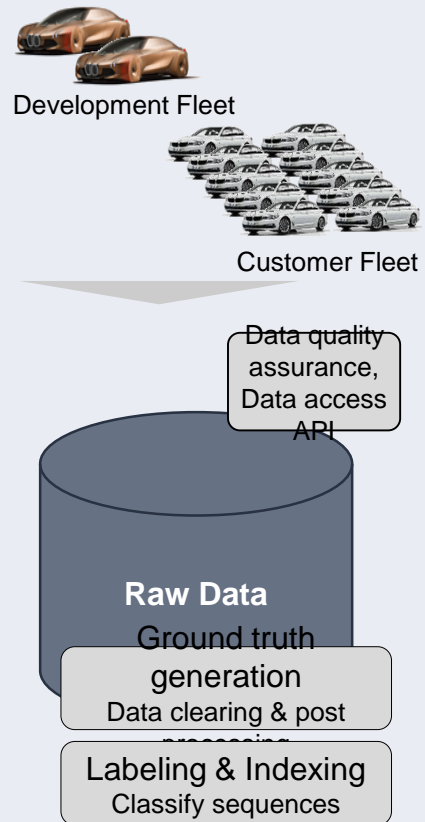 Development Fleet
Customer Fleet
Data quality
assurance,
Data access
API
Raw Data
Ground truth
generation
Data clearing & post
processing
Labeling & Indexing
Classify sequences